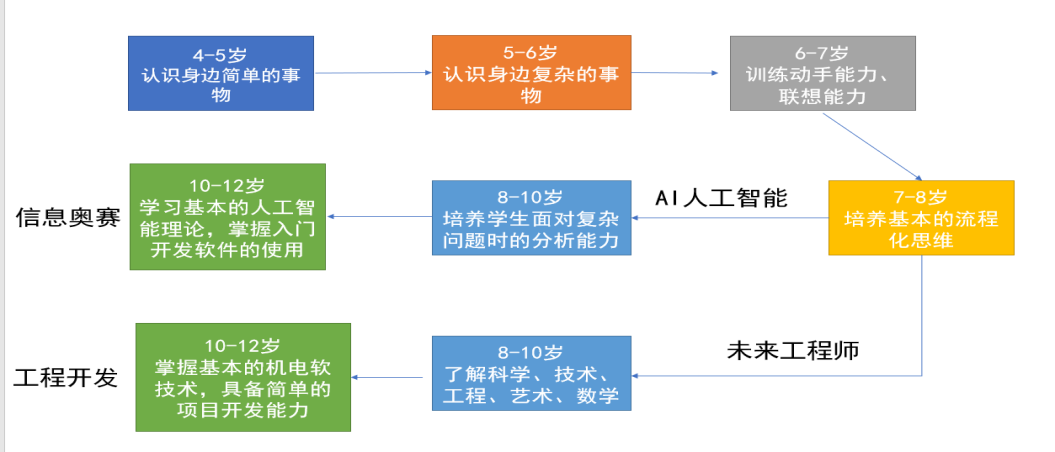 4-5岁
认识身边简单的事
物
5-6岁
认识身边复杂的事
物
6-7岁
训练动手能力、
联想能力
7-8岁
培养基本的流程
化思维
AI人工智能
8-10岁
培养学生面对复杂
问题时的分析能力
10-12岁
学习基本的人工智
能理论，掌握入门
开发软件的使用
信息奥赛
未来工程师
8-10岁
了解科学、技术、
工程、艺术、数学
10-12岁
掌握基本的机电软
技术，具备简单的
项目开发能力
工程开发